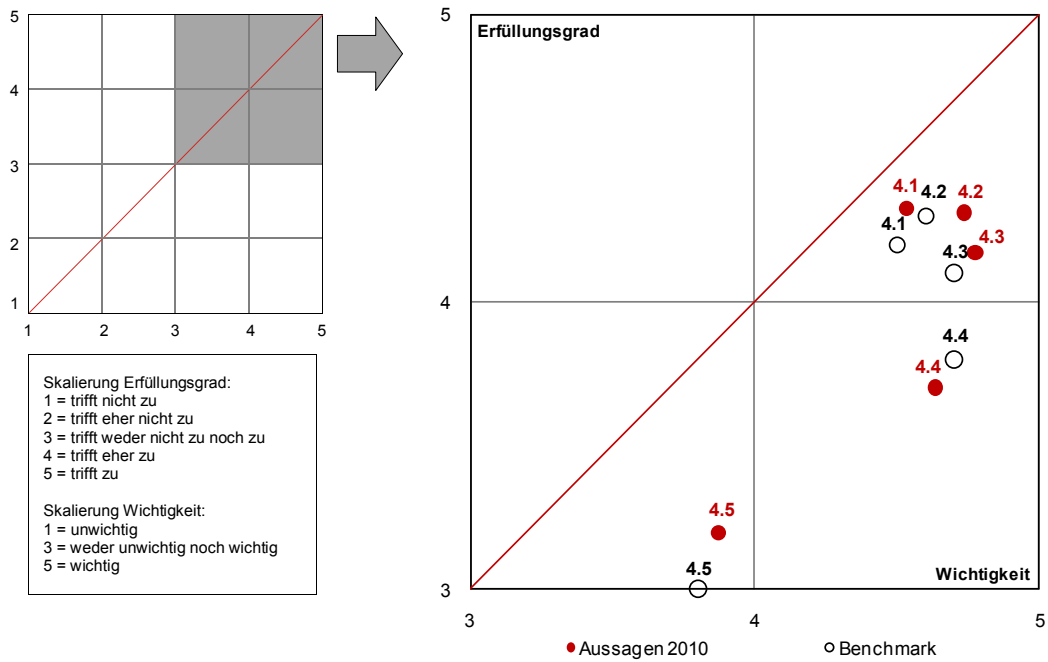 5
4
3
2
1
1 2 3 4 5
Skalierung Erfüllungsgrad:
1 = trifft nicht zu
2 = trifft eher nicht zu
3 = trifft weder nicht zu noch zu
4 = trifft eher zu
5 = trifft zu
Skalierung Wichtigkeit:
1 = unwichtig
3 = weder unwichtig noch wichtig
5 = wichtig
5
Erfüllungsgrad
4.1 4.2 4.2
4.1 4.3 4.3
4
4.4
4.4
4.5
4.5
Wichtigkeit
3
3 4 5
Aussagen 2010 Benchmark